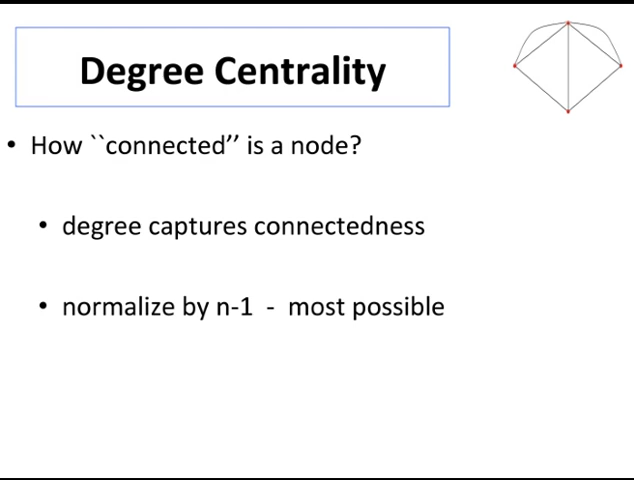 Degree Centrality
• How ``connected’’ is a node?
• degree captures connectedness
• normalize by n-1 - most possible